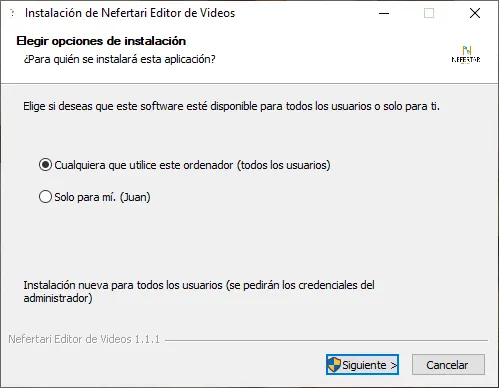 Instalación de Nefertari Editor de Videos
Elegir opciones de instalación
¿Para quién se instalará esta aplicación?
NEFERTARI
Elige si deseas que este software esté disponible para todos los usuarios o solo para ti.
Cualquiera que utilice este ordenador (todos los usuarios)
Solo para mí. (Juan)
Instalación nueva para todos los usuarios (se pedirán los credenciales del
administrador)
Nefertari Editor de Videos 1.1.1
Siguiente >
Cancelar